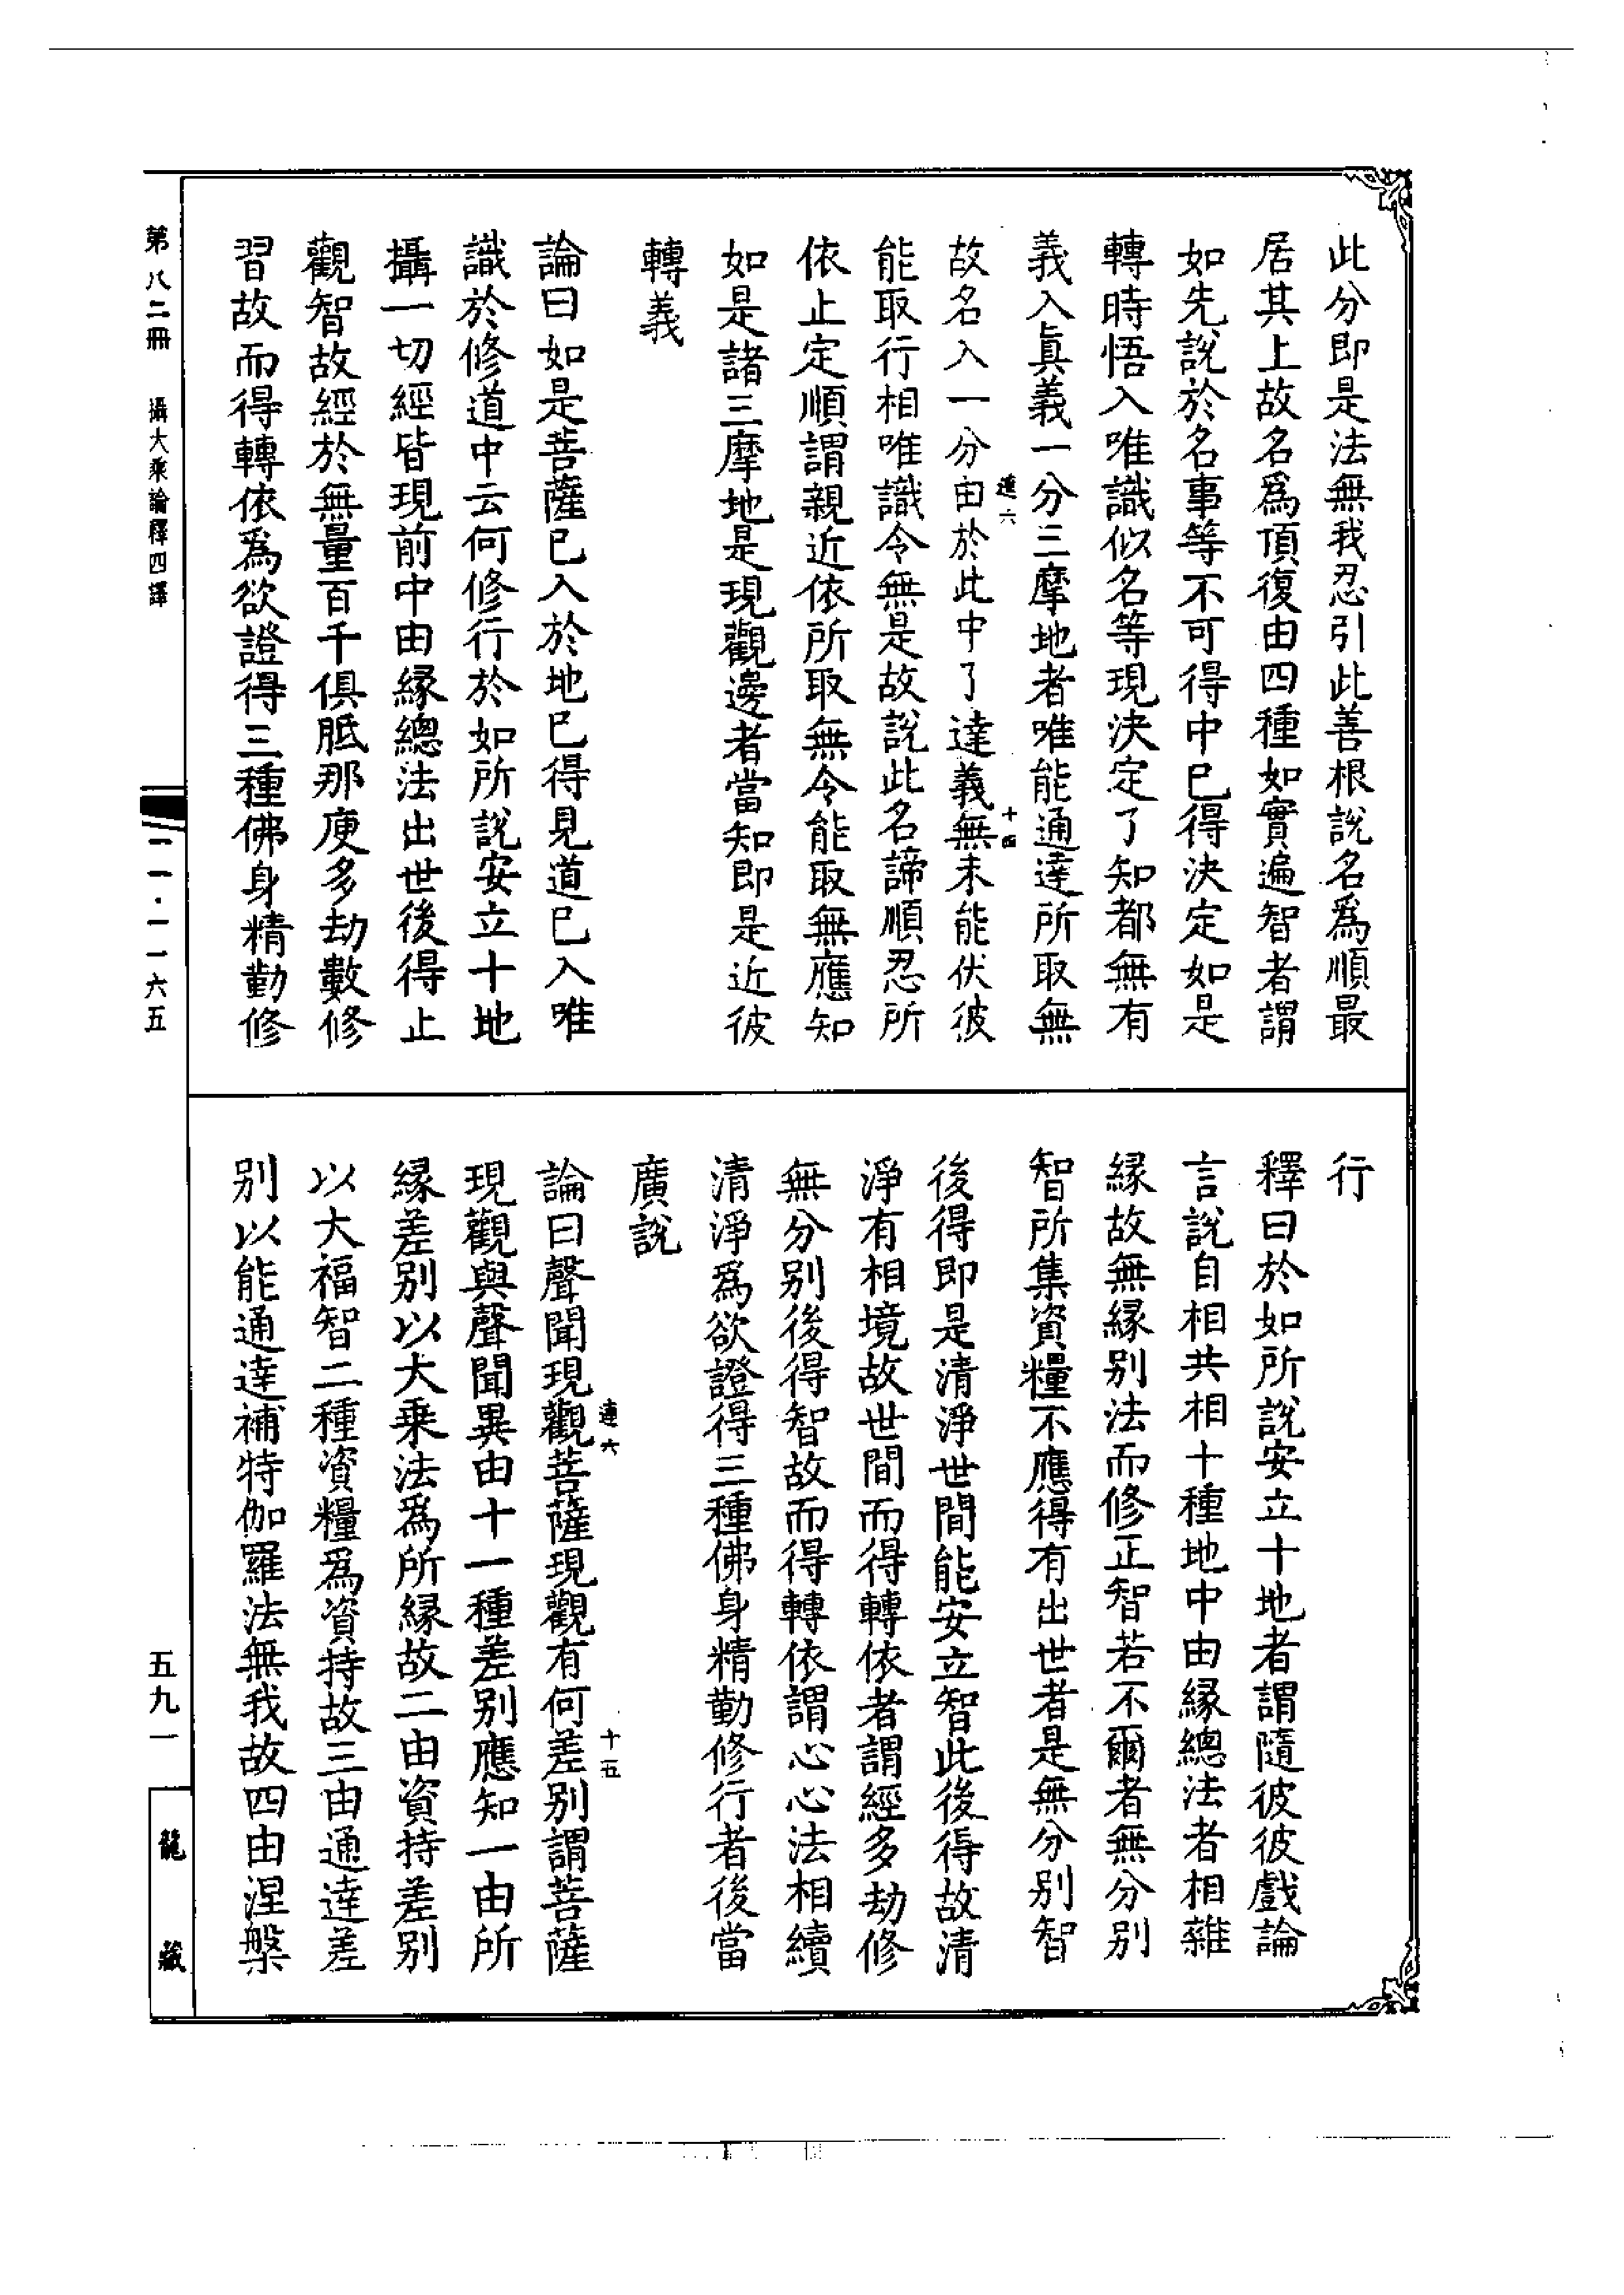 此分即是法無我忍引此善根說名爲順最
居其上故名爲頂復由四種如實遍智者謂
如先說於名事等不可得中巳得決定如是
轉時悟入唯識似名等現決定了知都無有
義入眞義一分三摩地者唯能通達所取無
故名入一分由於此中了達義無未能伏彼
能取行相唯識令無是故說此名諦順忍所
依止定順謂親近依所取無令能取無應知
如是諸三摩地是現觀邊者當知即是近彼
轉義
論曰如是菩薩巳入於地巳得見道巳入唯
識於修道中云何修行於如所說安立十地
攝一切經皆現前中由緣總法出世後得止
觀智故經於無量百千俱胝那庾多劫數修
習故而得轉依爲欲證得三種佛身精勤修
行
釋曰於如所說安立十地者謂隨彼彼戲論
言說自相共相十種地中由緣總法者相雜
緣故無緣別法而修正智若不爾者無分別
智所集資糧不應得有出世者是無分別智
後得即是清淨世間能安立智此後得故清
淨有相境故世間而得轉依者謂經多劫修
無分別後得智故而得轉依謂心心法相續
清淨爲欲證得三種佛身精勤修行者後當
廣說
論曰聲聞現觀菩薩現觀有何差別謂菩薩
現觀與聲聞異由十一種差別應知一由所
緣差別以大乘法爲所緣故二由資持差別
以大福智二種資糧爲資持故三由通達差
別以能通達補特伽羅法無我故四由涅槃
連六
十四
連六
十五
第八二冊 攝大乘論釋四譯
二一·一一六五
五九一
龍藏